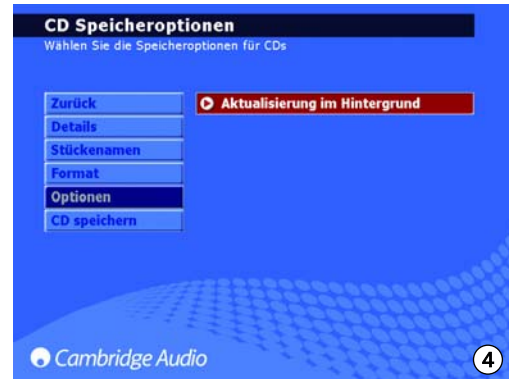 CD Speicheroptionen
Wählen Sie die Speicheroptionen für CDs
Zurück
Aktualisierung im Hintergrund
Details
Stückenamen
Format
Optionen
CD speichern
Cambridge Audio
4